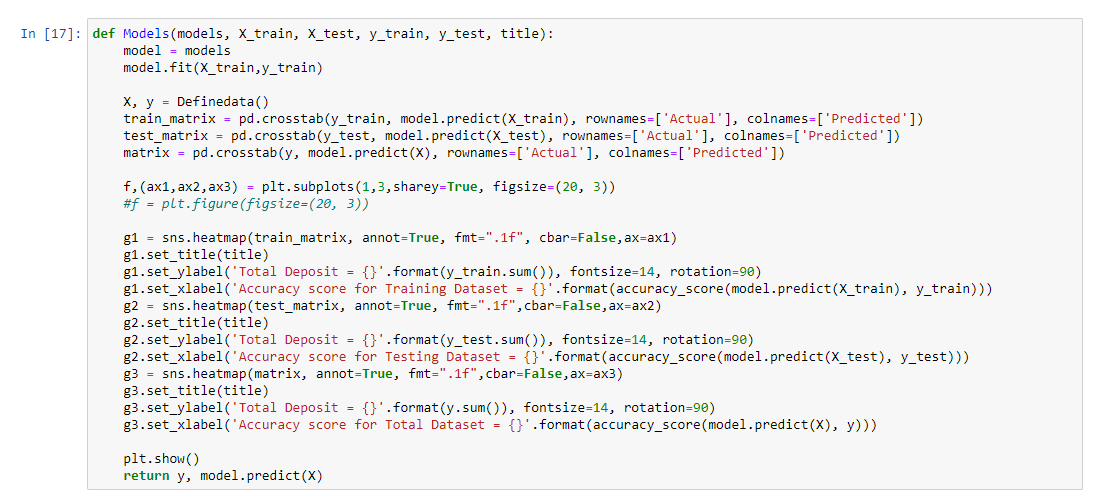 In [17]: def Models(models, X_train, X_test, y_train, y_test, title):
    model = models
    model.fit(X_train,y_train)

    X, y = Definedata()
    train_matrix = pd.crosstab(y_train, model.predict(X_train), rownames=['Actual'], colnames=['Predicted'])
    test_matrix = pd.crosstab(y_test, model.predict(X_test), rownames=['Actual'], colnames=['Predicted'])
    matrix = pd.crosstab(y, model.predict(X), rownames=['Actual'], colnames=['Predicted'])

    f,(ax1,ax2,ax3) = plt.subplots(1,3,sharey=True, figsize=(20, 3))
    #f = plt.figure(figsize=(20, 3))

    g1 = sns.heatmap(train_matrix, annot=True, fmt=".1f", cbar=False,ax=ax1)
    g1.set_title(title)
    g1.set_ylabel('Total Deposit = {}'.format(y_train.sum()), fontsize=14, rotation=90)
    g1.set_xlabel('Accuracy score for Training Dataset = {}'.format(accuracy_score(model.predict(X_train), y_train)))
    g2 = sns.heatmap(test_matrix, annot=True, fmt=".1f",cbar=False,ax=ax2)
    g2.set_title(title)
    g2.set_ylabel('Total Deposit = {}'.format(y_test.sum()), fontsize=14, rotation=90)
    g2.set_xlabel('Accuracy score for Testing Dataset = {}'.format(accuracy_score(model.predict(X_test), y_test)))
    g3 = sns.heatmap(matrix, annot=True, fmt=".1f",cbar=False,ax=ax3)
    g3.set_title(title)
    g3.set_ylabel('Total Deposit = {}'.format(y.sum()), fontsize=14, rotation=90)
    g3.set_xlabel('Accuracy score for Total Dataset = {}'.format(accuracy_score(model.predict(X), y)))

    plt.show()
    return y, model.predict(X)